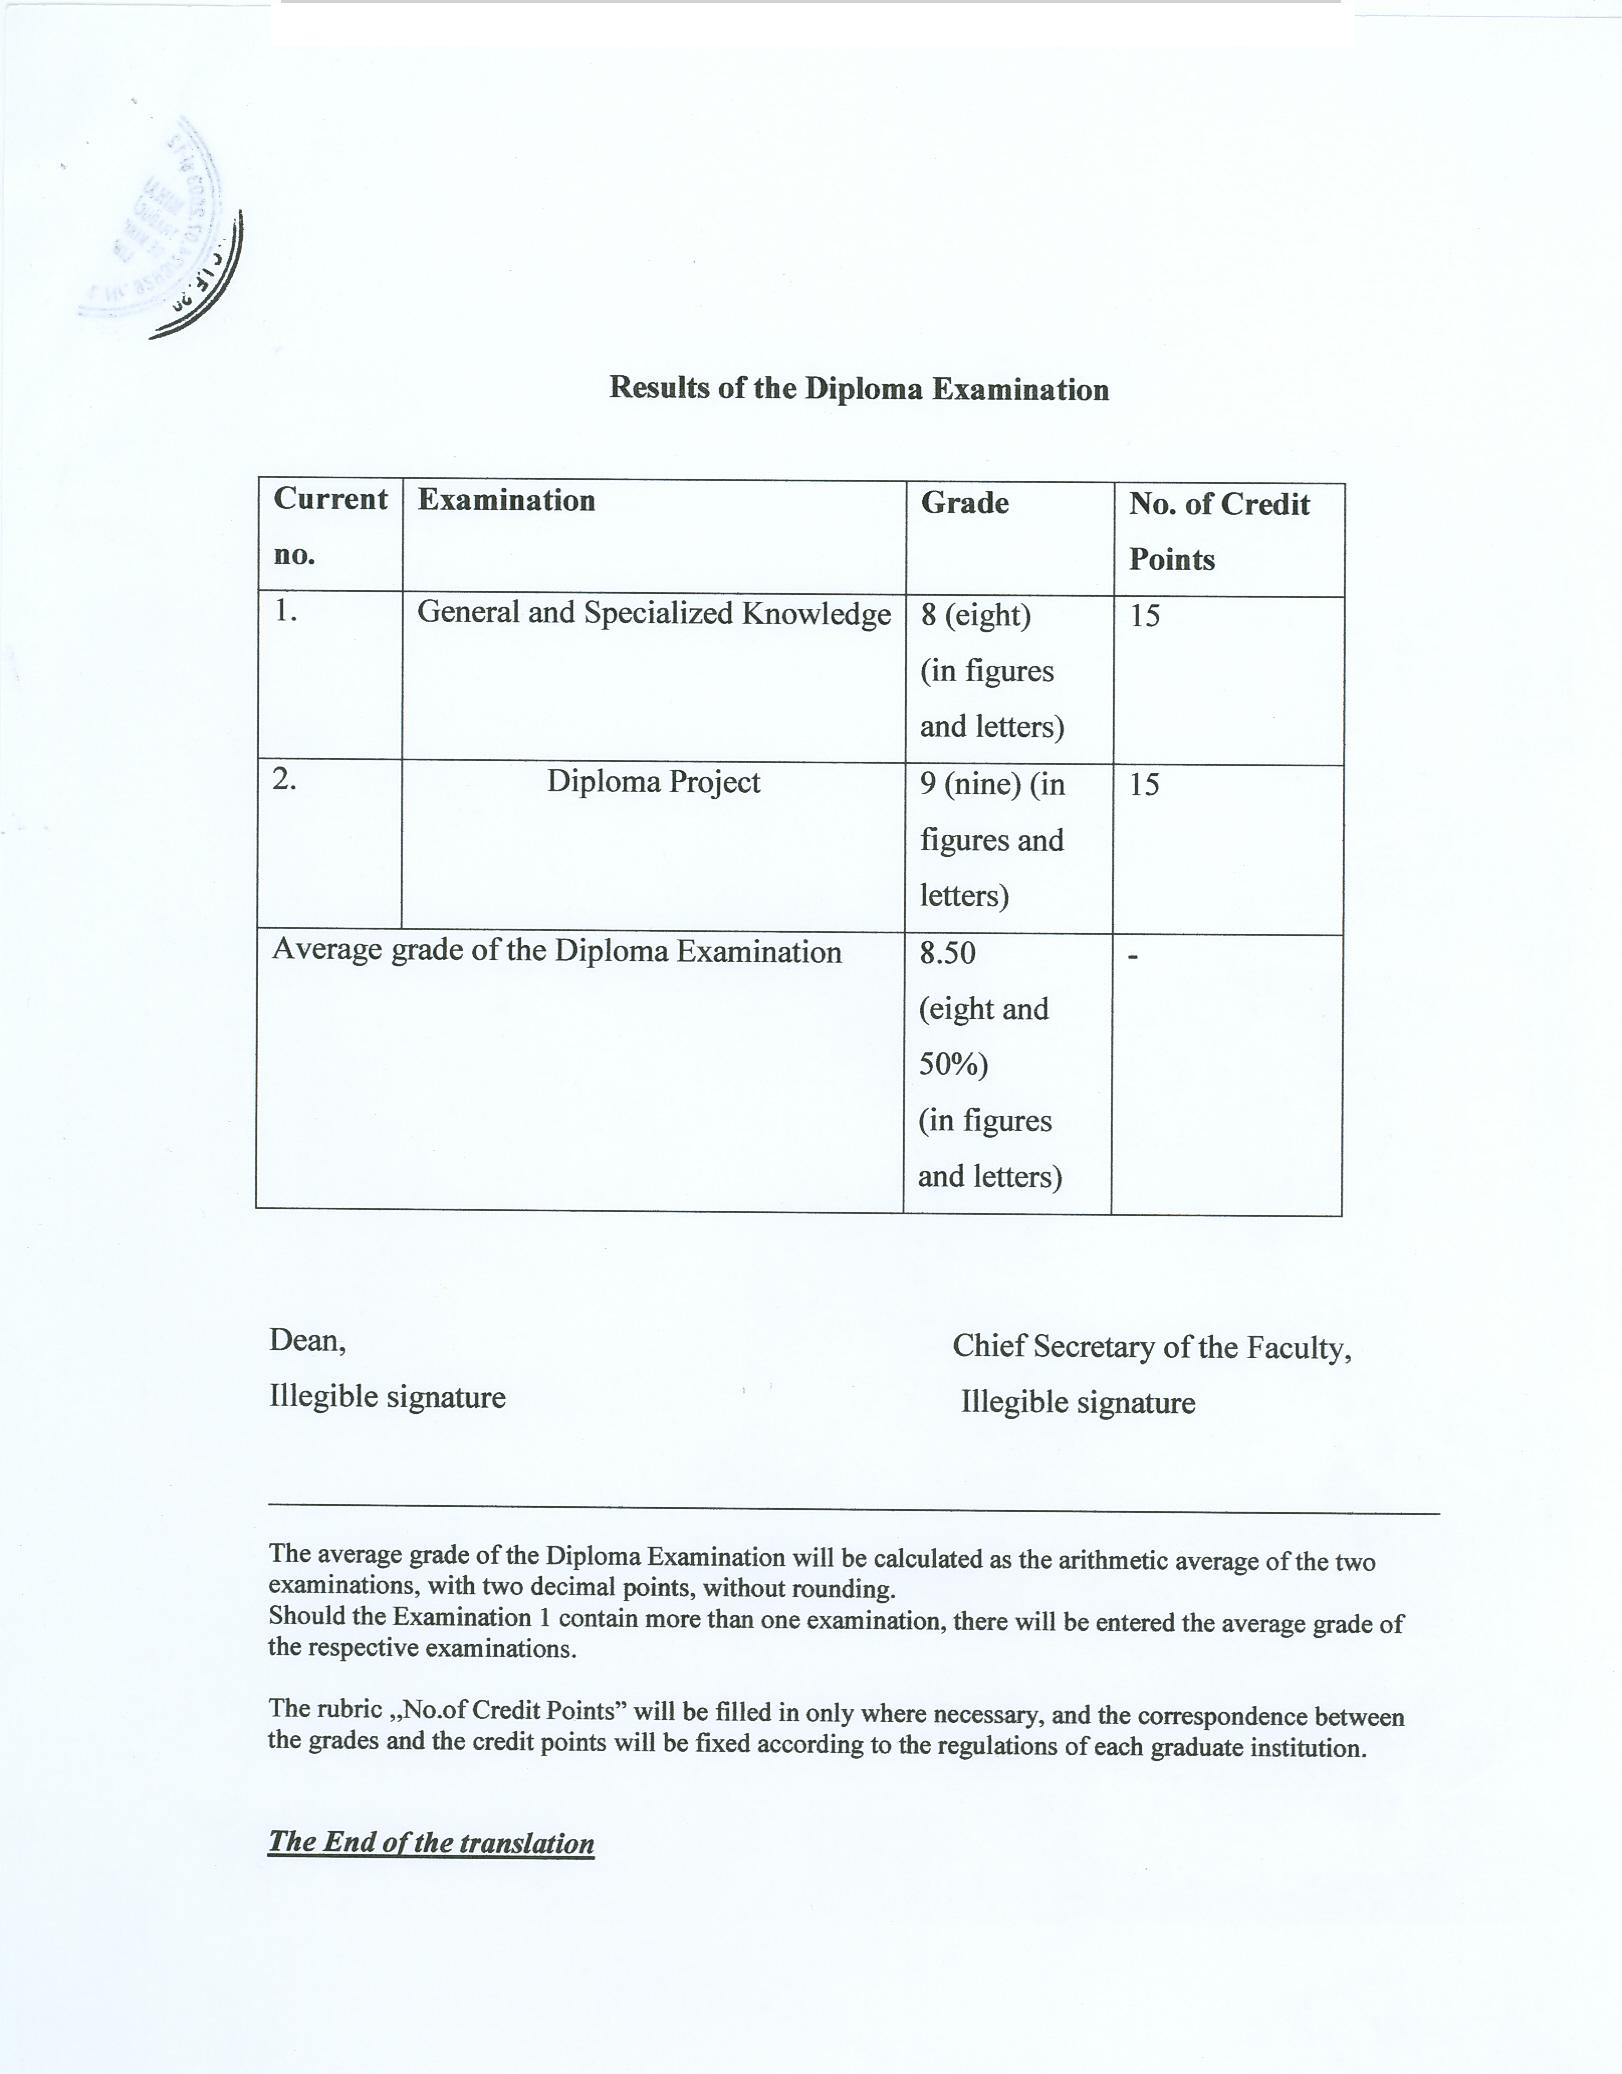 C.I.F. 20
Results of the Diploma Examination
Current no. Examination Grade No. of Credit Points
1. General and Specialized Knowledge 8 (eight) 15
(in figures
and letters)
2. Diploma Project 9 (nine) (in 15
figures and
letters)
Average grade of the Diploma Examination 8.50 -
(eight and
50%)
(in figures
and letters)
Dean, Chief Secretary of the Faculty,
Illegible signature Illegible signature
The average grade of the Diploma Examination will be calculated as the arithmetic average of the two
examinations, with two decimal points, without rounding.
Should the Examination 1 contain more than one examination, there will be entered the average grade of
the respective examinations.
The rubric „No.of Credit Points” will be filled in only where necessary, and the correspondence between
the grades and the credit points will be fixed according to the regulations of each graduate institution.
The End of the translation